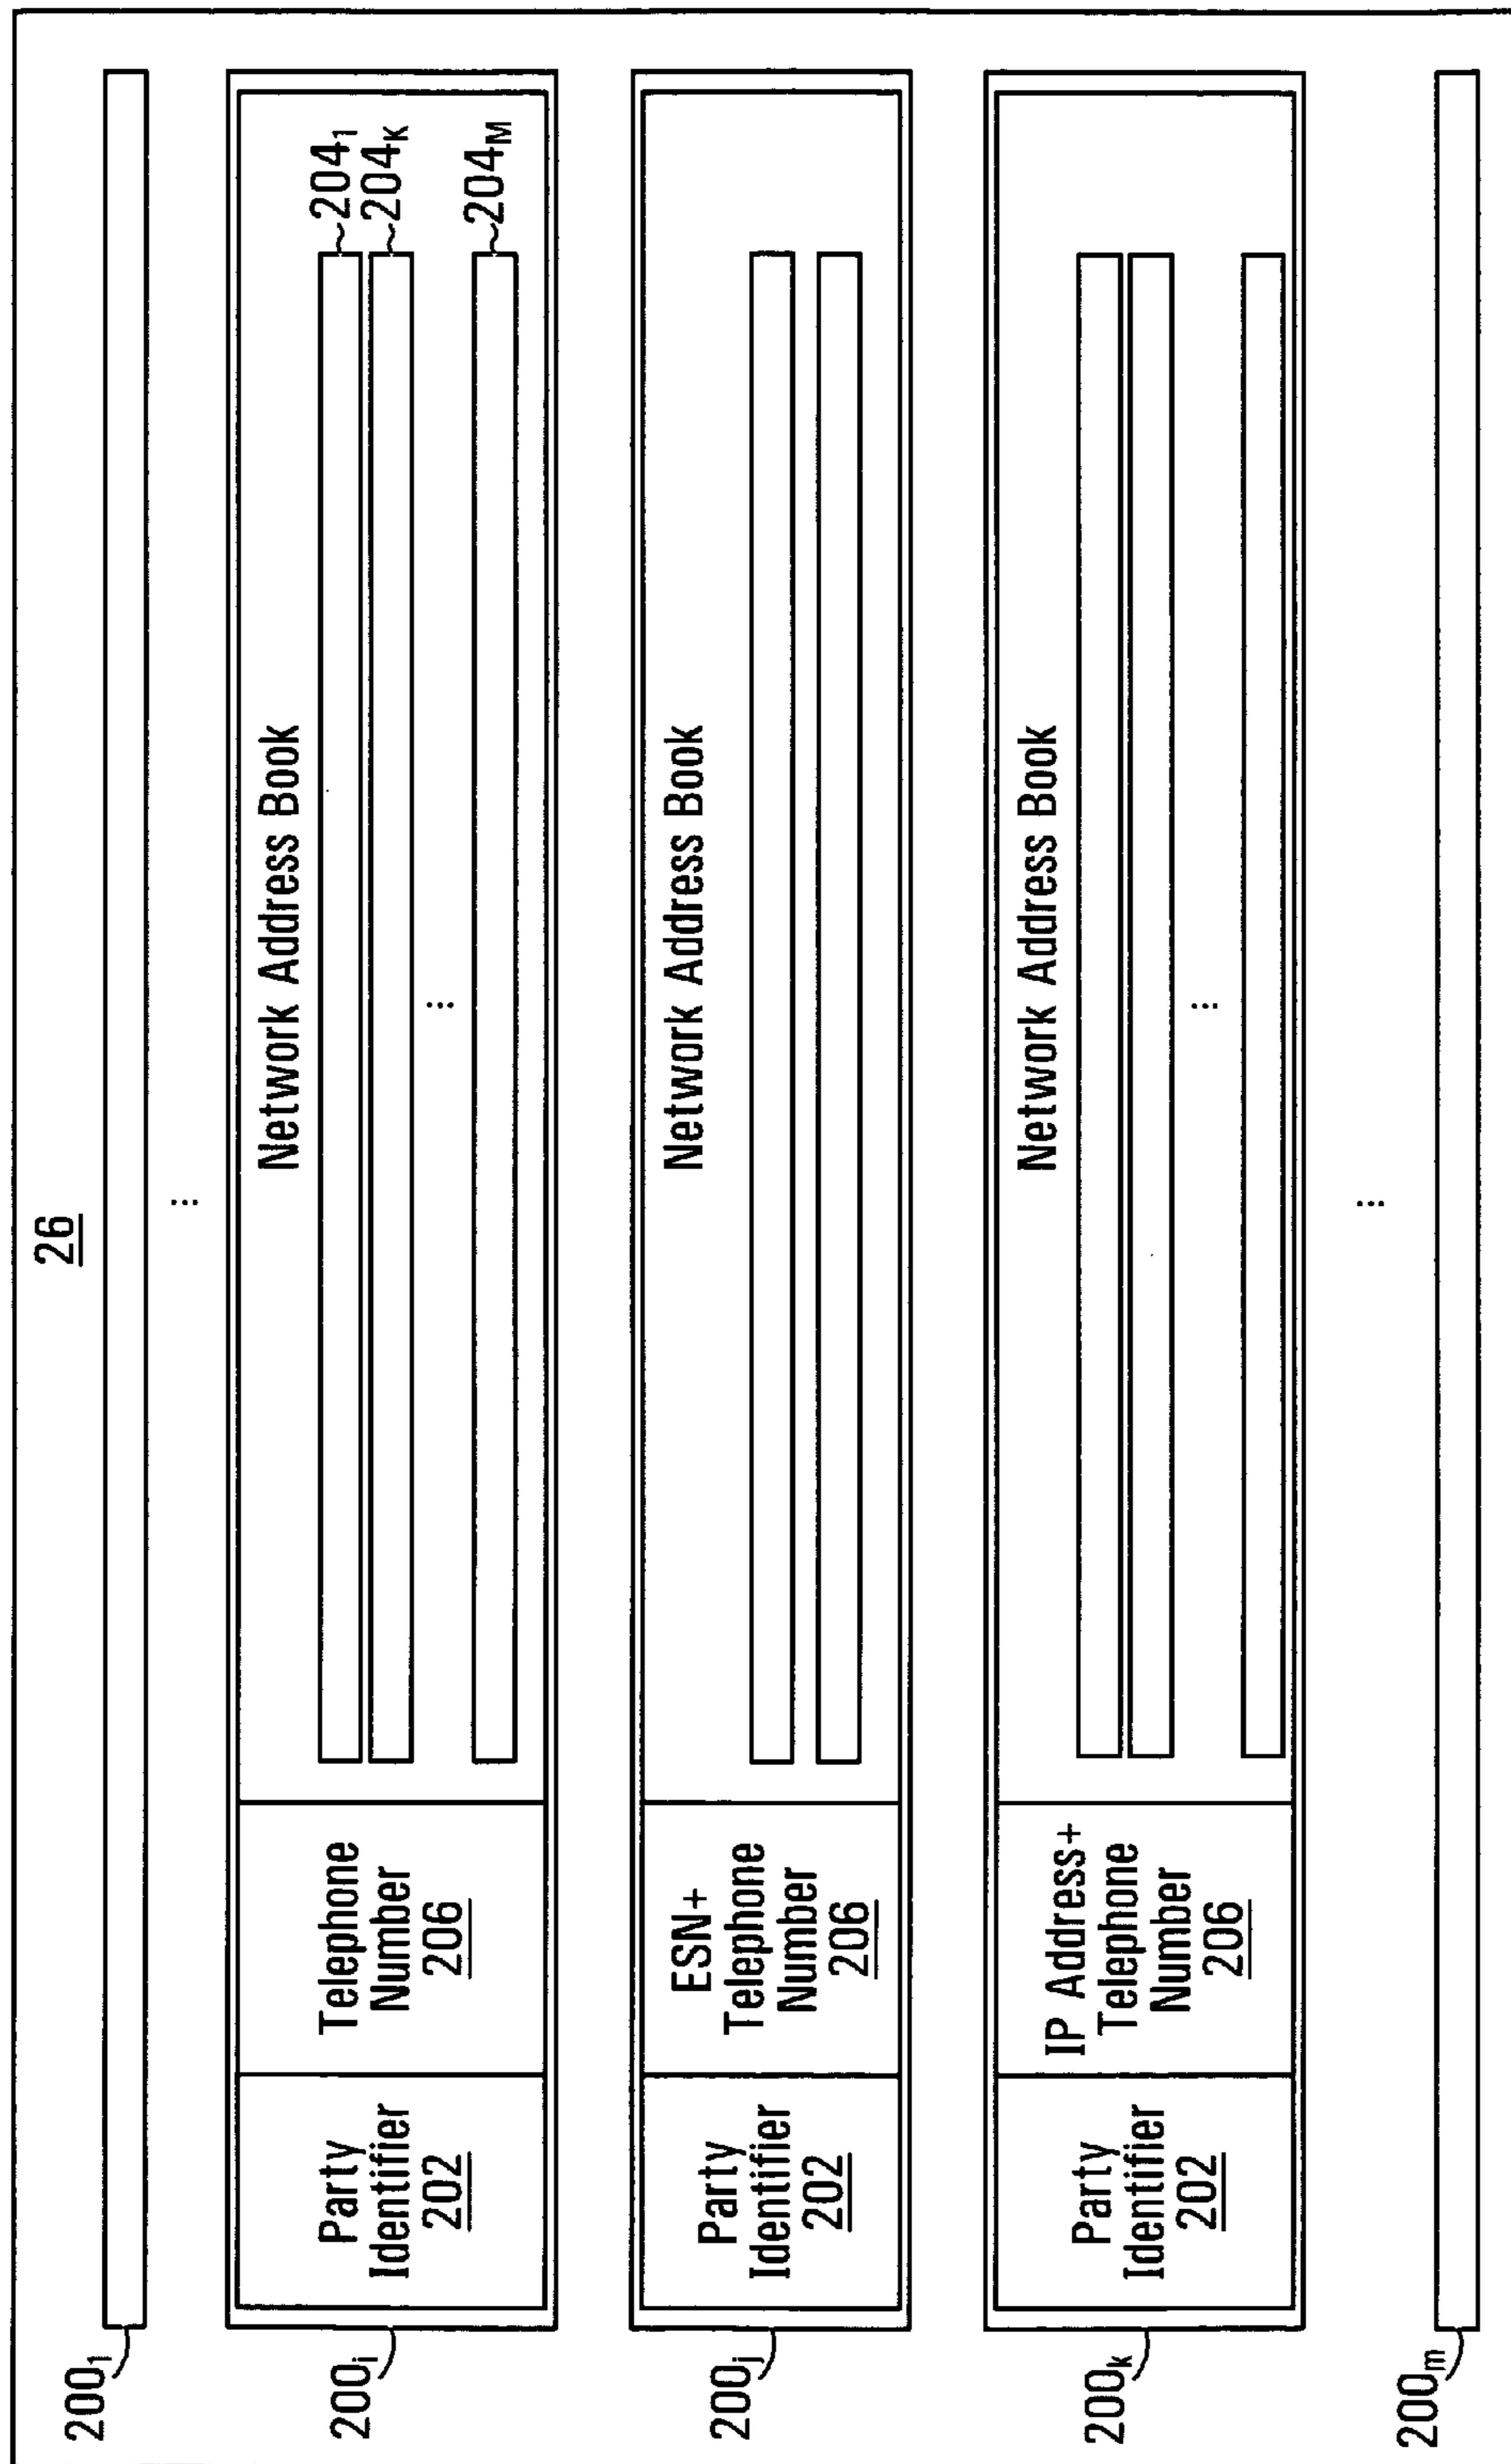 26
200₁
200ᵢ
Party
Identifier
202
Telephone
Number
206
Network Address Book
204₁
204K
204M
200ⱼ
Party
Identifier
202
ESN+
Telephone
Number
206
Network Address Book
200ₖ
Party
Identifier
202
IP Address+
Telephone
Number
206
Network Address Book
200ₘ